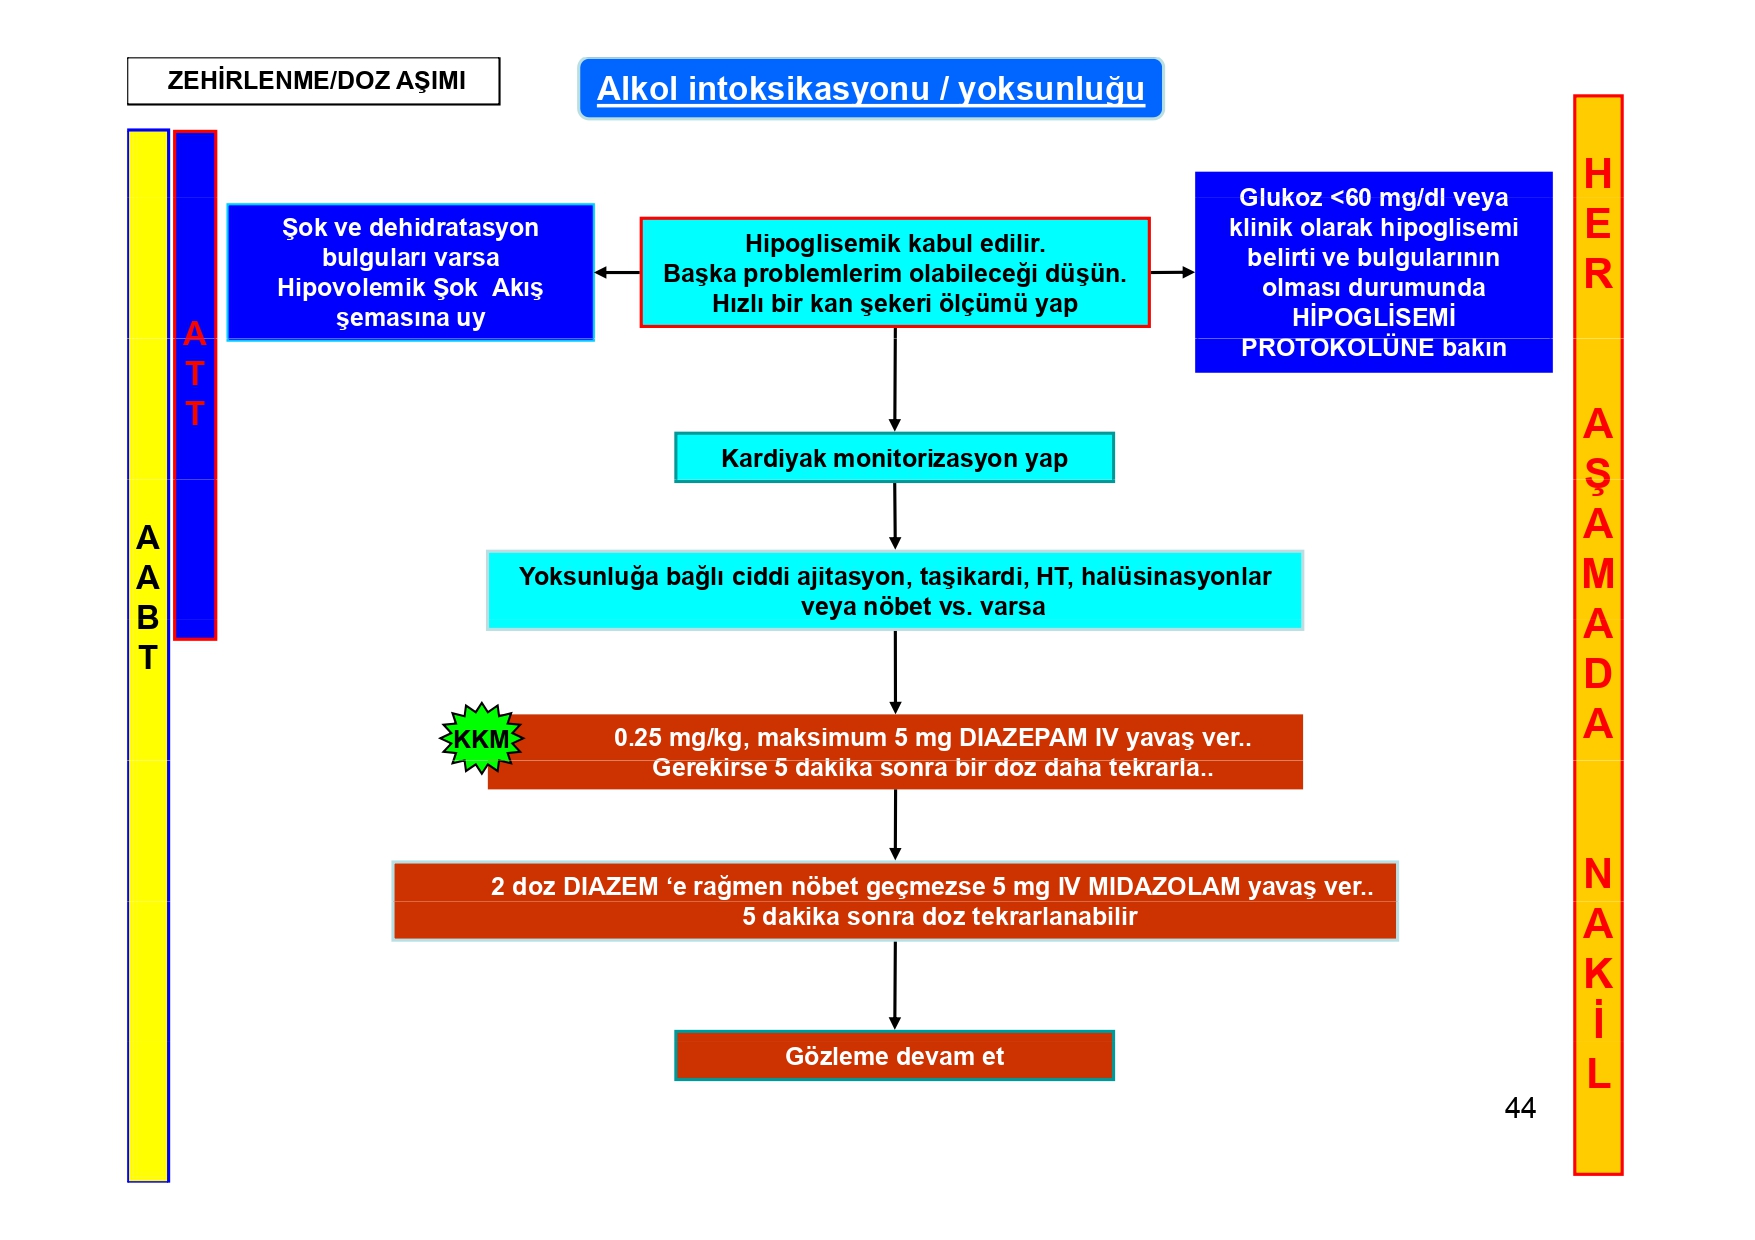 ZEHİRLENME/DOZ AŞIMI
Alkol intoksikasyonu / yoksunluğu
Şok ve dehidratasyon
bulguları varsa
Hipovolemik Şok  Akış
şemasına uy
Hipoglisemik kabul edilir.
Başka problemlerim olabileceği düşün.
Hızlı bir kan şekeri ölçümü yap
Glukoz <60 mg/dl veya
klinik olarak hipoglisemi
belirti ve bulgularının
olması durumunda
HİPOGLİSEMİ
PROTOKOLÜNE bakın
Kardiyak monitorizasyon yap
Yoksunluğa bağlı ciddi ajitasyon, taşikardi, HT, halüsinasyonlar
veya nöbet vs. varsa
KKM
0.25 mg/kg, maksimum 5 mg DIAZEPAM IV yavaş ver..
Gerekirse 5 dakika sonra bir doz daha tekrarla..
2 doz DIAZEM ‘e rağmen nöbet geçmezse 5 mg IV MIDAZOLAM yavaş ver..
5 dakika sonra doz tekrarlanabilir
Gözleme devam et
A
A
B
T
A
T
T
H
E
R
A
Ş
A
M
A
D
A
N
A
K
İ
L
44